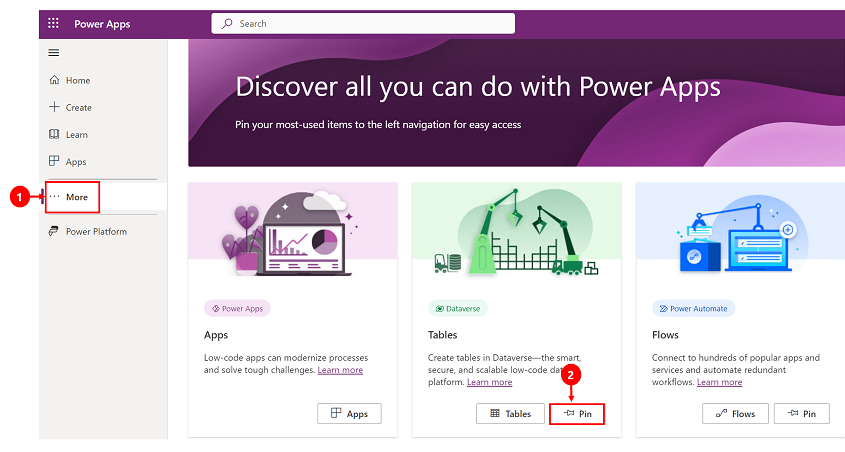 Power Apps
Search
Home
Create
Learn
Apps
1
More
Power Platform
Discover all you can do with Power Apps
Pin your most-used items to the left navigation for easy access
Power Apps
Apps
Low-code apps can modernize processes
and solve tough challenges. Learn more
Apps
Dataverse
Tables
Create tables in Dataverse—the smart,
secure, and scalable low-code
platform. Learn more
2
Tables
Pin
Power Automate
Flows
Connect to hundreds of popular apps and
services and automate redundant
workflows. Learn more
Flows
Pin